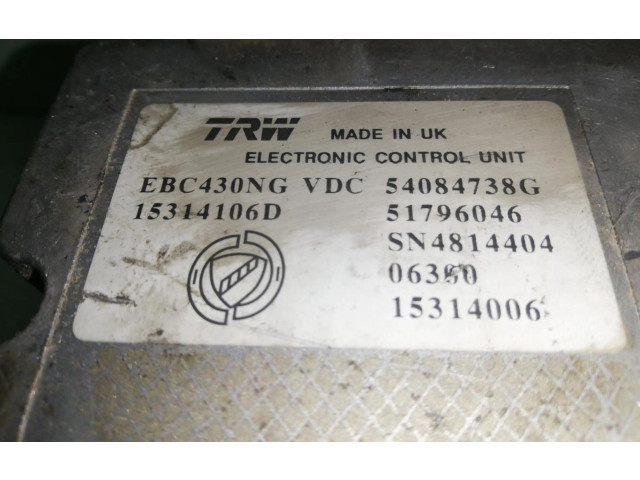 TRW MADE IN UK
ELECTRONIC CONTROL UNIT
EBC430NG VDC 54084738G
15314106D 51796046
SN4814404
15314006